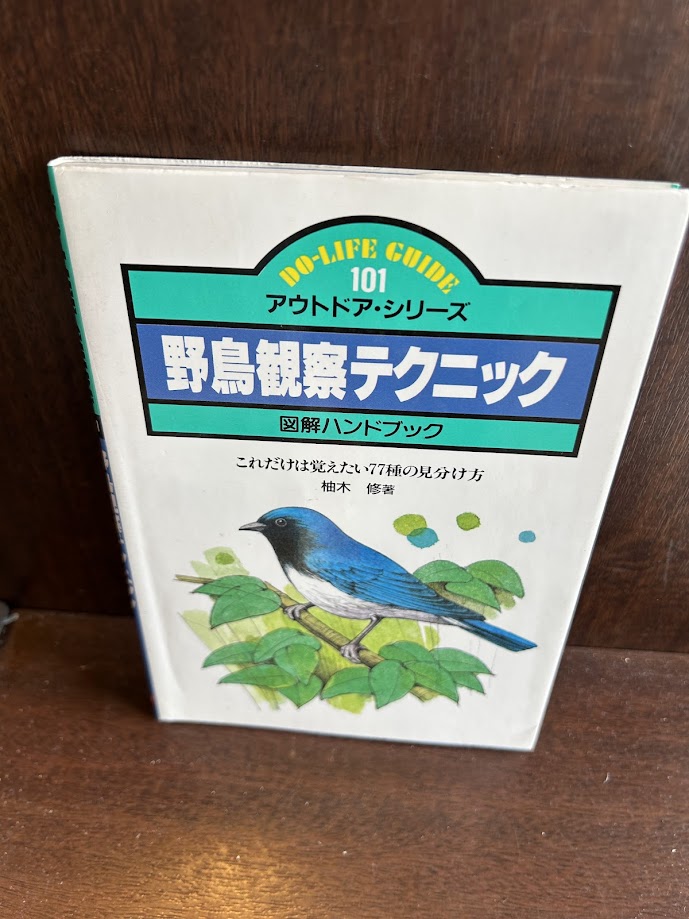 DO-LIFE GUIDE
101
アウトドア・シリーズ
野鳥観察テクニック
図解ハンドブック
これだけは覚えたい77種の見分け方
柚木 修著